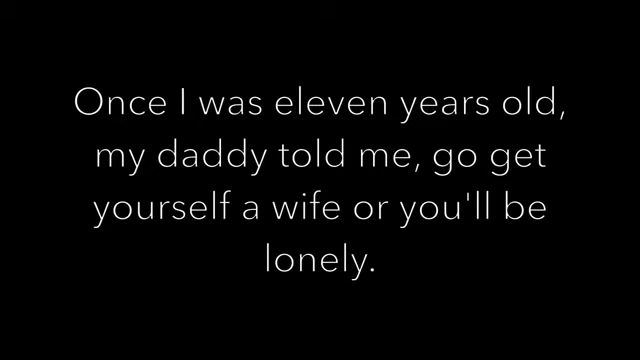 Once I was eleven years old,
my daddy told me, go get
yourself a wife or you'll be
lonely.